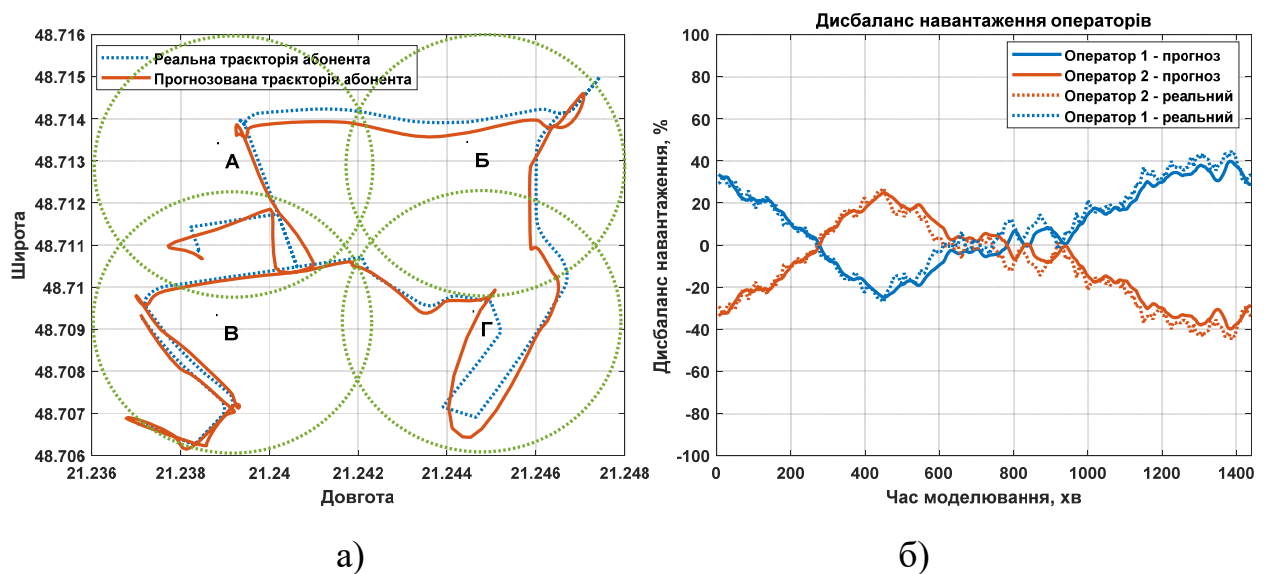 48.716
48.715
48.714
48.713
48.712
48.711
48.71
48.709
48.708
48.707
48.706
Широта
Реальна траєкторія абонента
Прогнозована траєкторія абонента
А
Б
В
Г
21.236
21.238
21.24
21.242
21.244
21.246
21.248
Довгота
а)
Дисбаланс навантаження операторів
100
80
60
40
20
0
-20
-40
-60
-80
-100
Дисбаланс навантаження, %
Оператор 1 - прогноз
Оператор 2 - прогноз
Оператор 2 - реальний
Оператор 1 - реальний
0
200
400
600
800
1000
1200
1400
Час моделювання, хв
б)